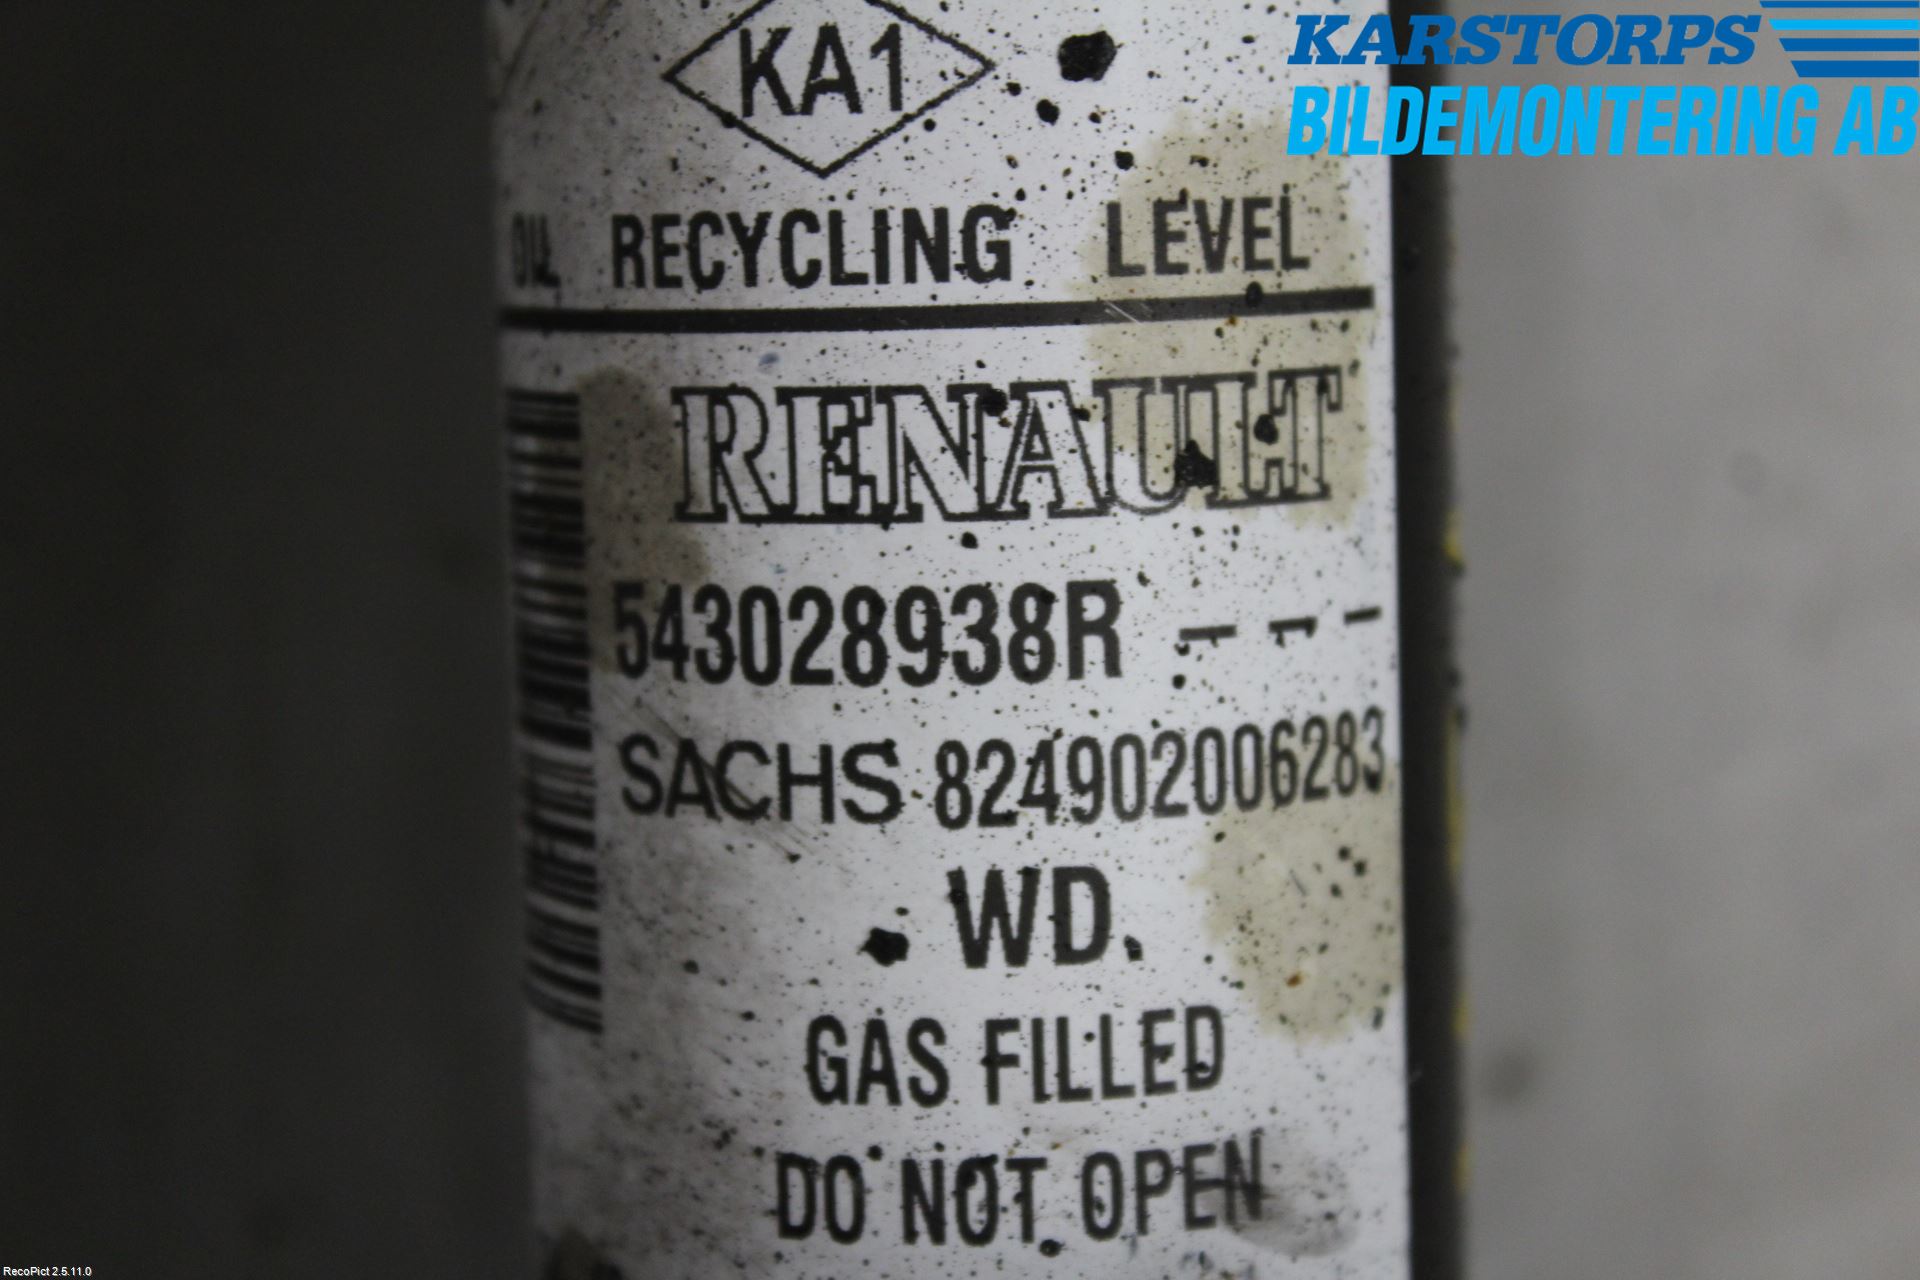 KARSTORPS
BILDEMONTERING AB
KA1
OIL RECYCLING LEVEL
RENAULT
543028938R ---
SACHS 824902006283
WD
GAS FILLED
DO NOT OPEN
RecoPict 2.5.11.0